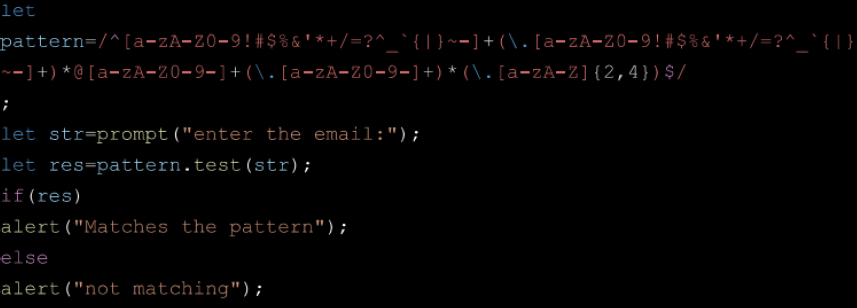 let
pattern=/^[a-zA-Z0-9!#$%&'*+/=?^_`{|}~-]+(\.[a-zA-Z0-9!#$%&'*+/=?^_`{|}
~-]+)*@[a-zA-Z0-9-]+(\.[a-zA-Z0-9-]+)*(\.[a-zA-Z]{2,4})$/
;
let str=prompt("enter the email:");
let res=pattern.test(str);
if(res)
alert("Matches the pattern");
else
alert("not matching");